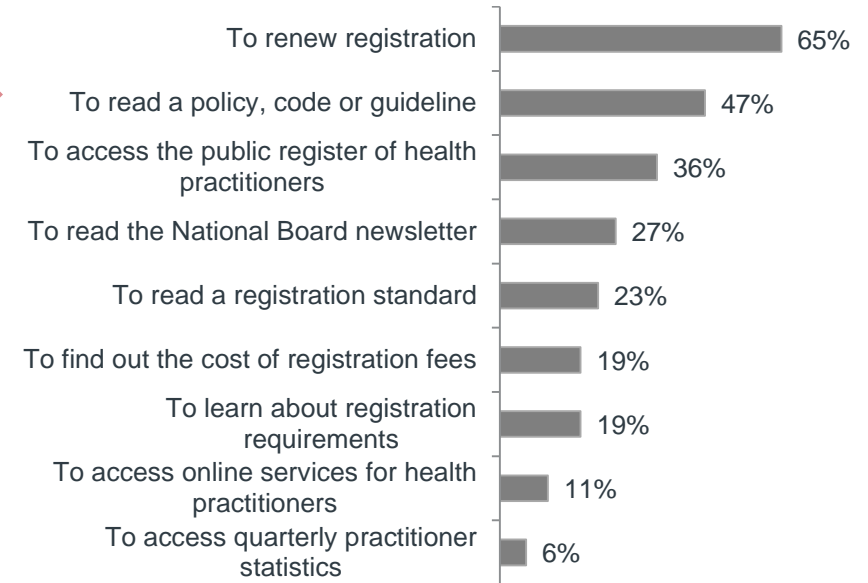 To renew registration 65%
To read a policy, code or guideline 47%
To access the public register of health
practitioners 36%
To read the National Board newsletter 27%
To read a registration standard 23%
To find out the cost of registration fees 19%
To learn about registration
requirements 19%
To access online services for health
practitioners 11%
To access quarterly practitioner
statistics 6%